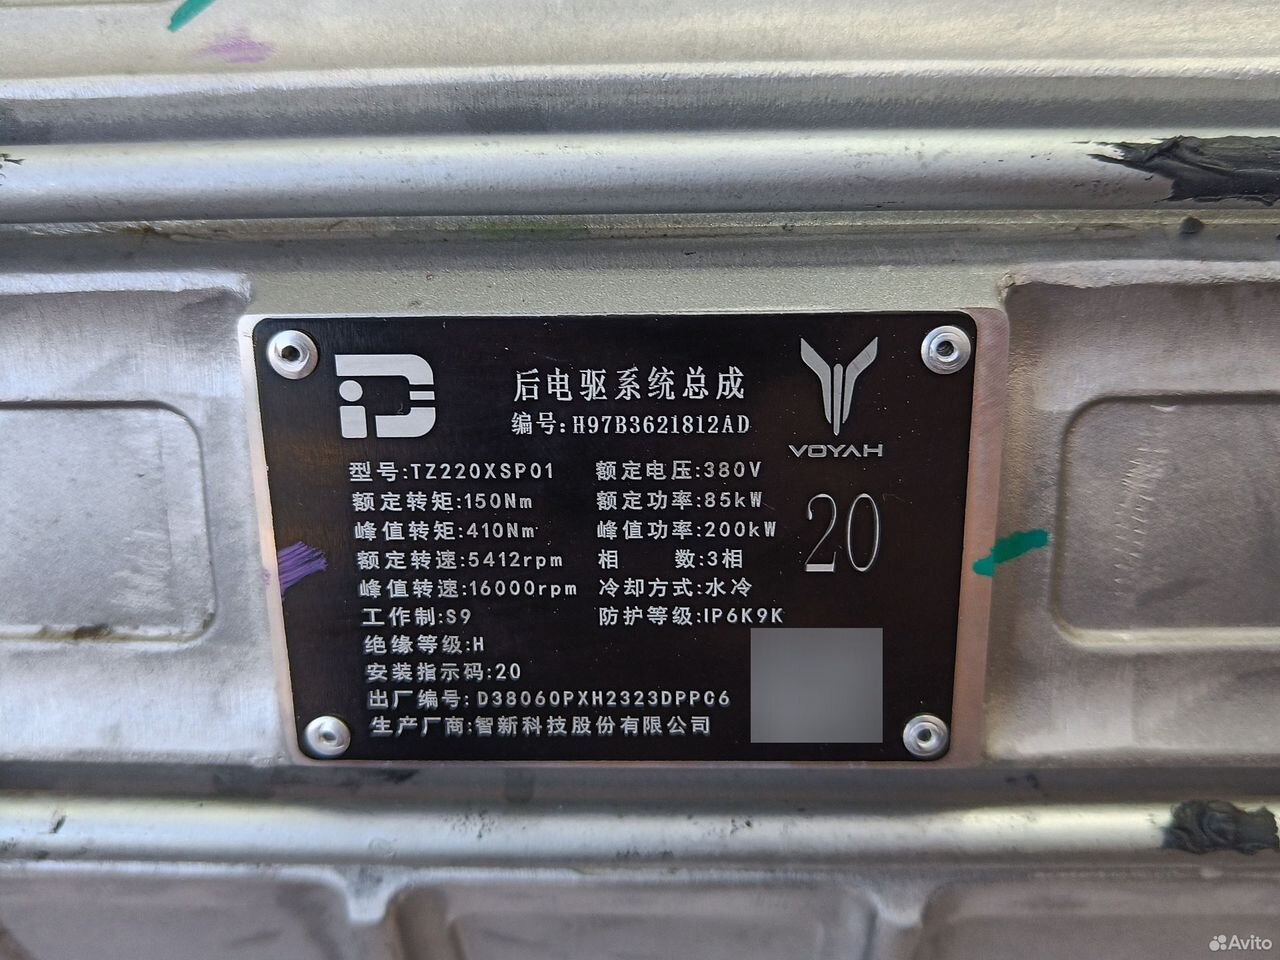 iD
后电驱系统总成
编号:H97B3621812AD
VOYAH
型号:TZ220XSP01 额定电压:380V
额定转矩:150Nm 额定功率:85kW
峰值转矩:410Nm 峰值功率:200kW
额定转速:5412rpm 相 数:3相
峰值转速:16000rpm 冷却方式:水冷
工作制:S9 防护等级:IP6K9K
绝缘等级:H
安装指示码:20
出厂编号:D38060PXH2323DPPC6
生产厂商:智新科技股份有限公司
20
Avito